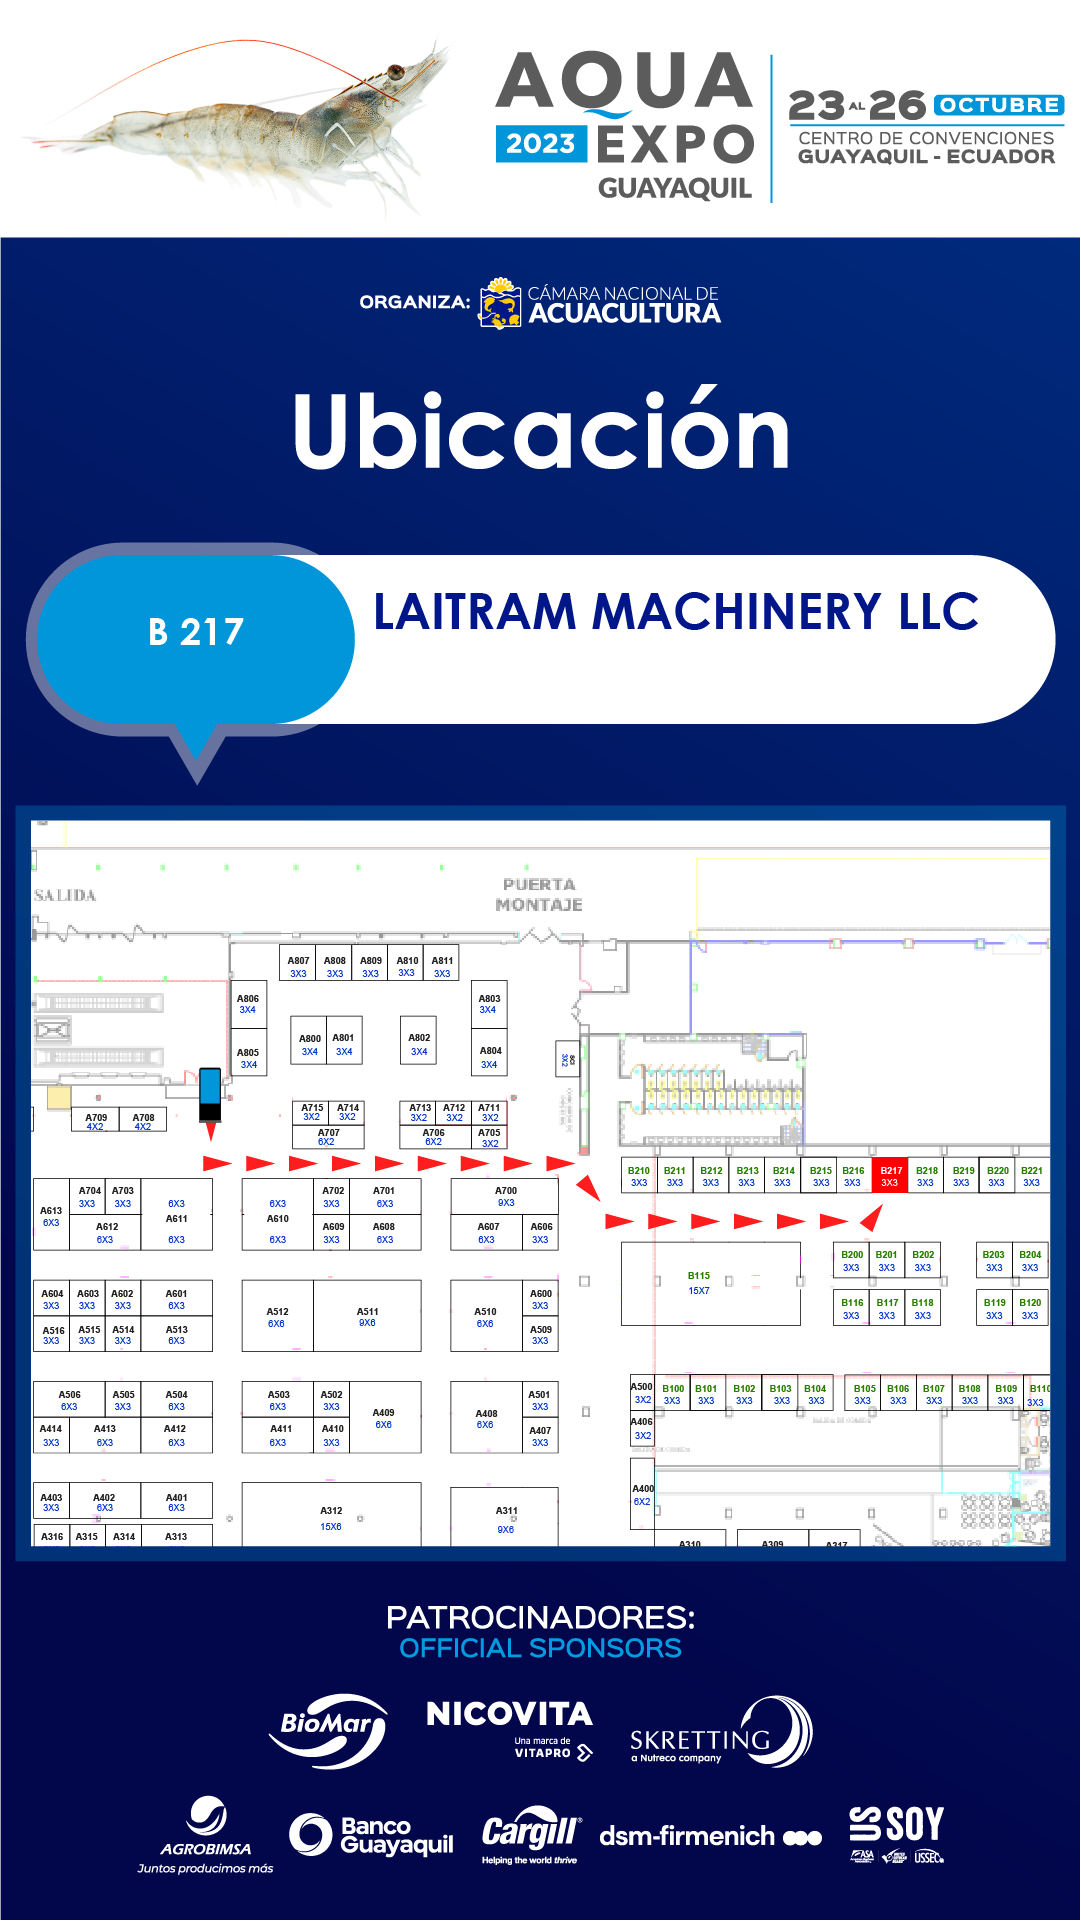 AQUA
2023 EXPO
GUAYAQUIL
23 AL 26 OCTUBRE
CENTRO DE CONVENCIONES
GUAYAQUIL - ECUADOR
ORGANIZA: CÁMARA NACIONAL DE
ACUACULTURA
Ubicación
B 217
LAITRAM MACHINERY LLC
SALIDA
PUERTA
MONTAJE
A807 A808 A809 A810 A811
3X3 3X3 3X3 3X3 3X3
A806 A803
3X4 3X4
A800 A801 A802
3X4 3X4 3X4
A805 A804
3X4 3X4
3X2
A715 A714 A713 A712 A711
3X2 3X2 3X2 3X2 3X2
A709 A708
4X2 4X2
A707 A706 A705
6X2 6X2 3X2
B210 B211 B212 B213 B214 B215 B216 B217 B218 B219 B220 B221
3X3 3X3 3X3 3X3 3X3 3X3 3X3 3X3 3X3 3X3 3X3 3X3
A704 A703 A702 A701 A700
3X3 3X3 6X3 6X3 3X3 6X3 9X3
A613 A611 A610
6X3
A612 A609 A608 A607 A606
6X3 6X3 6X3 3X3 6X3 6X3 3X3
B200 B201 B202 B203 B204
3X3 3X3 3X3 3X3 3X3
B115
15X7
A604 A603 A602 A601 A600
3X3 3X3 3X3 6X3 3X3
B116 B117 B118 B119 B120
3X3 3X3 3X3 3X3 3X3
A512 A511 A510
6X6 9X6 6X6
A516 A515 A514 A513 A509
3X3 3X3 3X3 6X3 3X3
A506 A505 A504 A503 A502 A501
6X3 3X3 6X3 6X3 3X3 3X3
A500 B100 B101 B102 B103 B104 B105 B106 B107 B108 B109 B110
3X2 3X3 3X3 3X3 3X3 3X3 3X3 3X3 3X3 3X3 3X3 3X3
A409 A408
6X6 6X6
A414 A413 A412 A411 A410 A407
3X3 6X3 6X3 6X3 3X3 3X3
A406
3X2
A400
6X2
A403 A402 A401
3X3 6X3 6X3
A312 A311
15X6 9X6
A316 A315 A314 A313
A310 A309 A317
PATROCINADORES:
OFFICIAL SPONSORS
BioMar
NICOVITA
Una marca de
VITAPRO
SKRETTING
a Nutreco company
AGROBIMSA
Juntos producimos más
Banco
Guayaquil
Cargill®
Helping the world thrive
dsm-firmenich
US SOY
ASA
USSEC